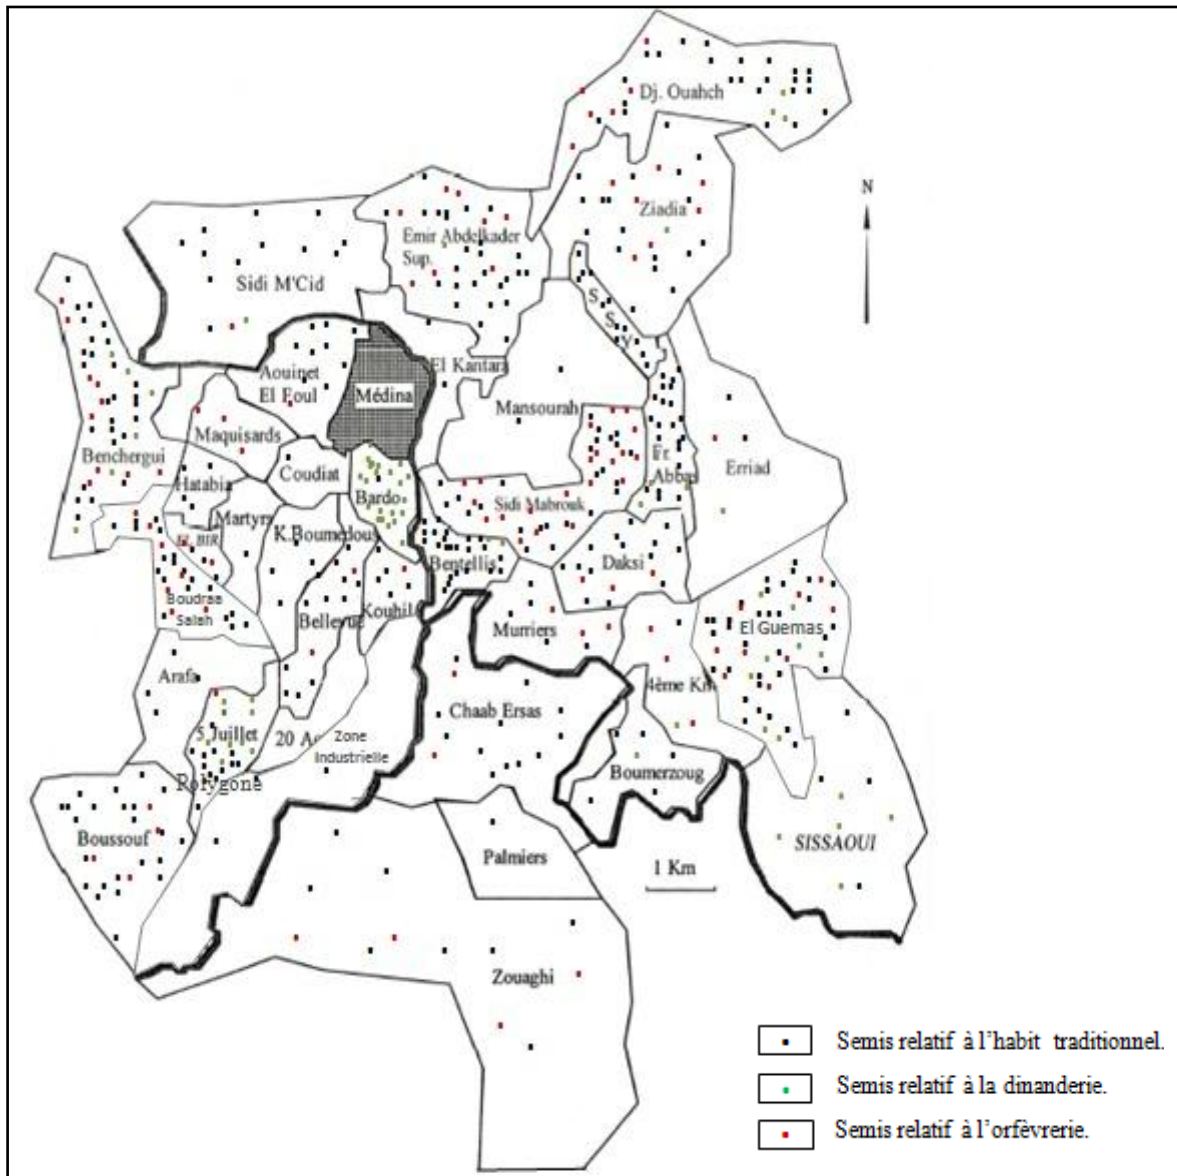 Dj. Ouahch
N
Ziadia
Emir Abdelkader
Sup.
Sidi M'Cid
S
S
V
El Kantara
Aouinet
El Foul
Médina
Mansourah
Maquisards
Benchergui
Coudiat
Fr.
Abbas
Erriad
Hatabia
Bardo
Sidi Mabrouk
Martyrs
K.Boumedous
EL BIR
Bentellis
Daksi
Boudraa
Salah
Bellevue
Kouhil
Murriers
El Guemas
Arafa
4ème Km
Chaab Ersas
5 Juillet
20 A
Zone
Industrielle
Polygone
Boumerzoug
Boussouf
Palmiers
1 Km
SISSAOUI
Zouaghi
Semis relatif à l'habit traditionnel.
Semis relatif à la dinanderie.
Semis relatif à l'orfèvrerie.